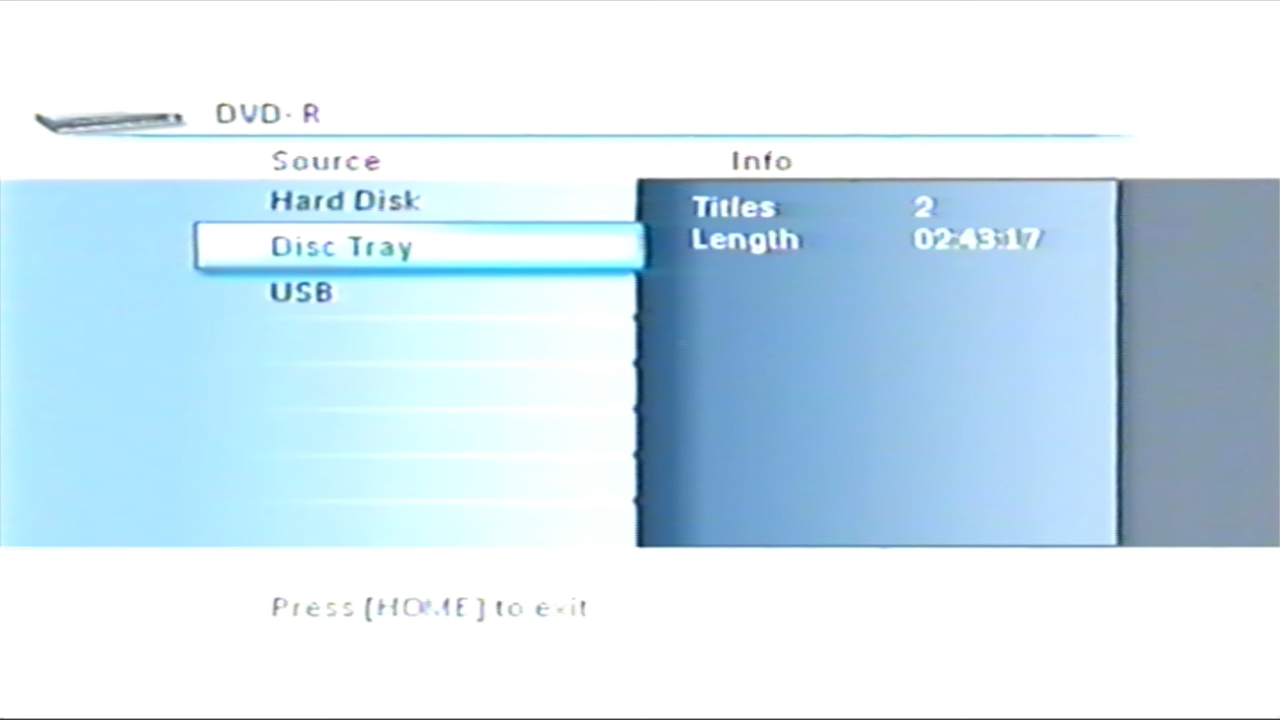 DVD-R
Source Info
Hard Disk
Disc Tray
USB
Titles 2
Length 02:43:17
Press [HOME] to exit